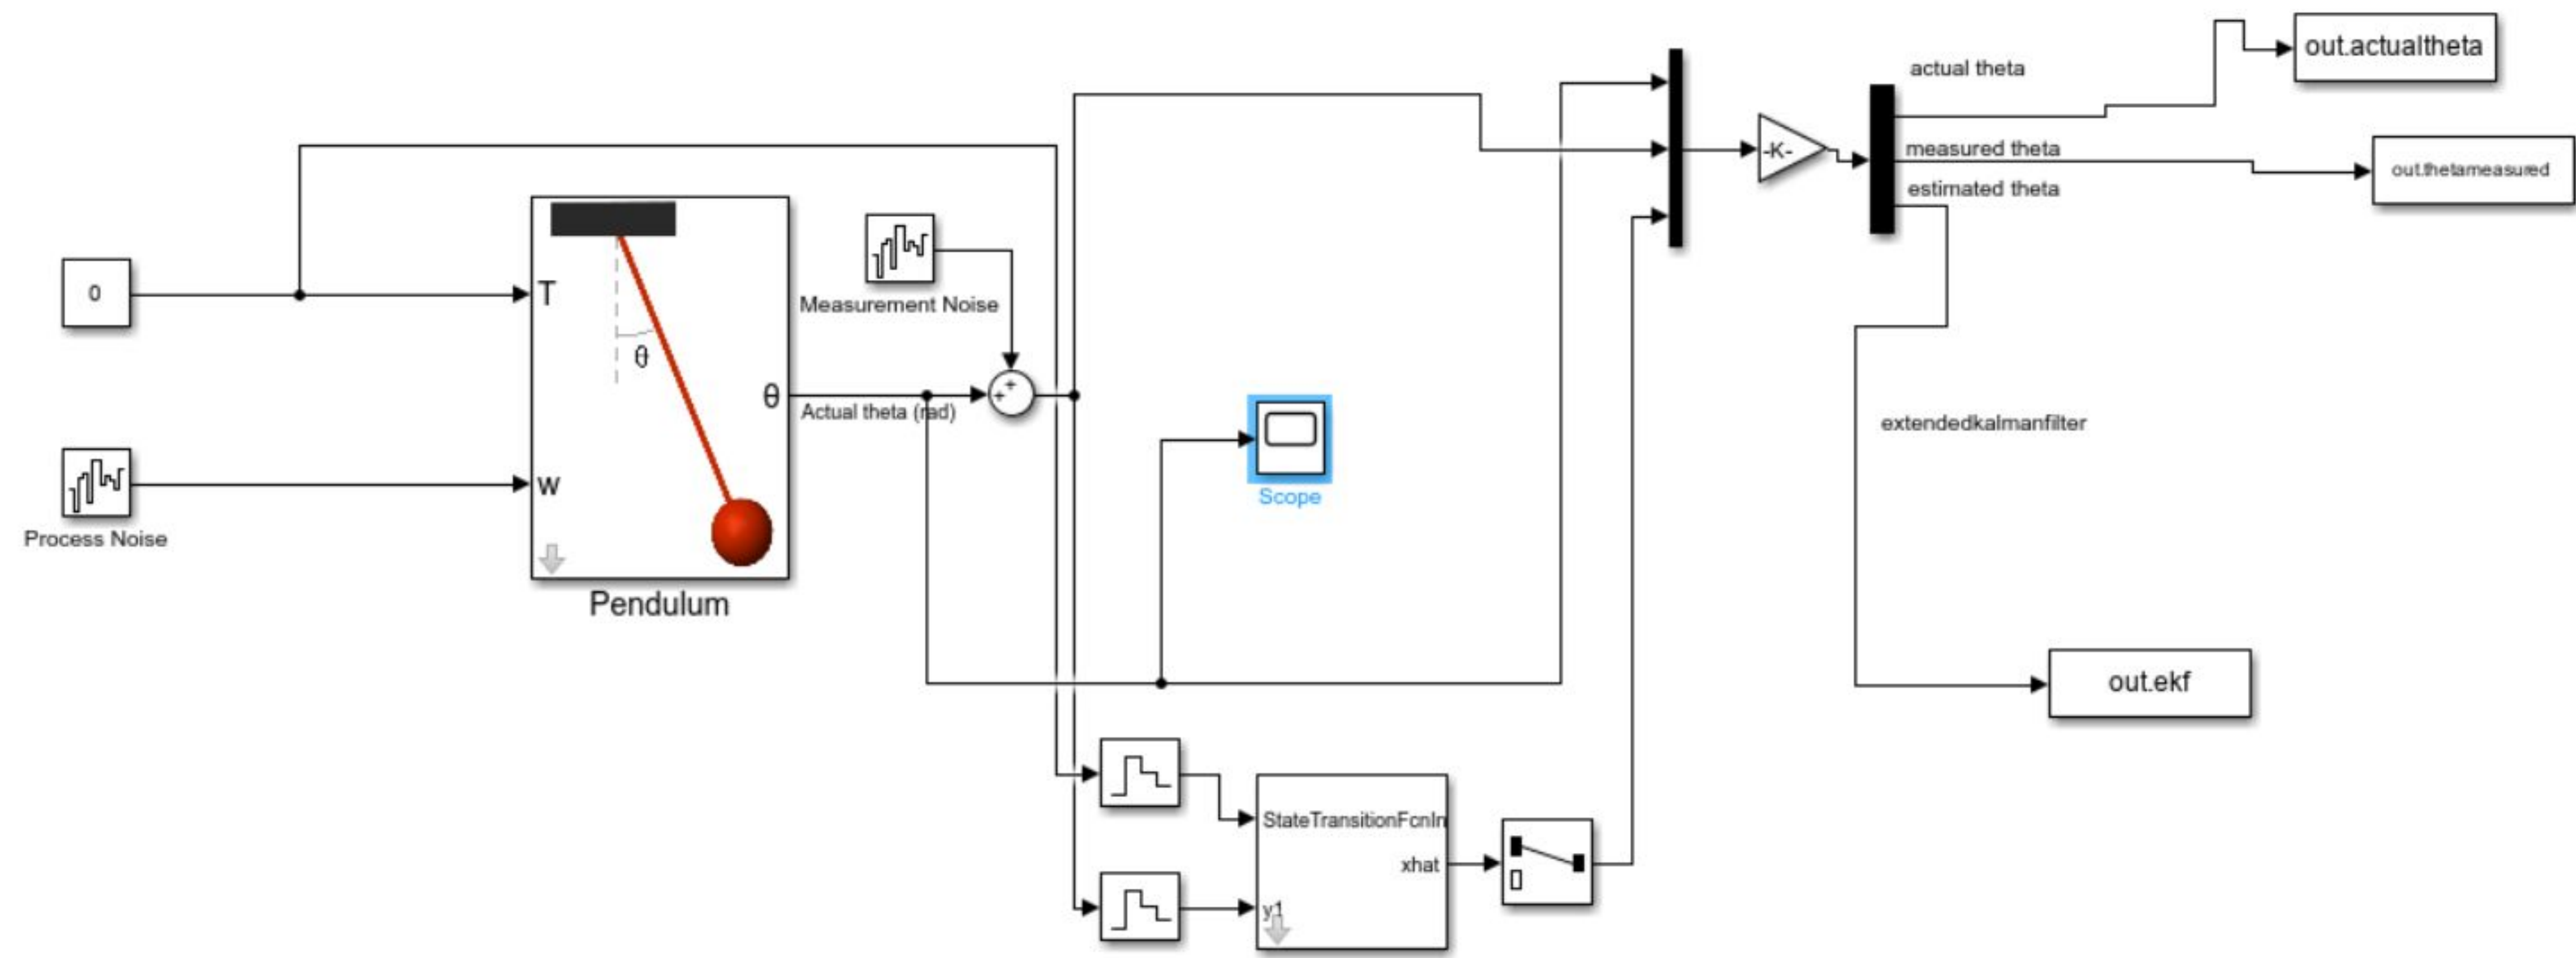 out.actualtheta
actual theta
-K-
measured theta
out.thetameasured
estimated theta
0
T
Measurement Noise
θ
θ
Actual theta (rad)
+
+
w
Process Noise
Scope
extendedkalmanfilter
Pendulum
out.ekf
StateTransitionFcnIn
xhat
y1